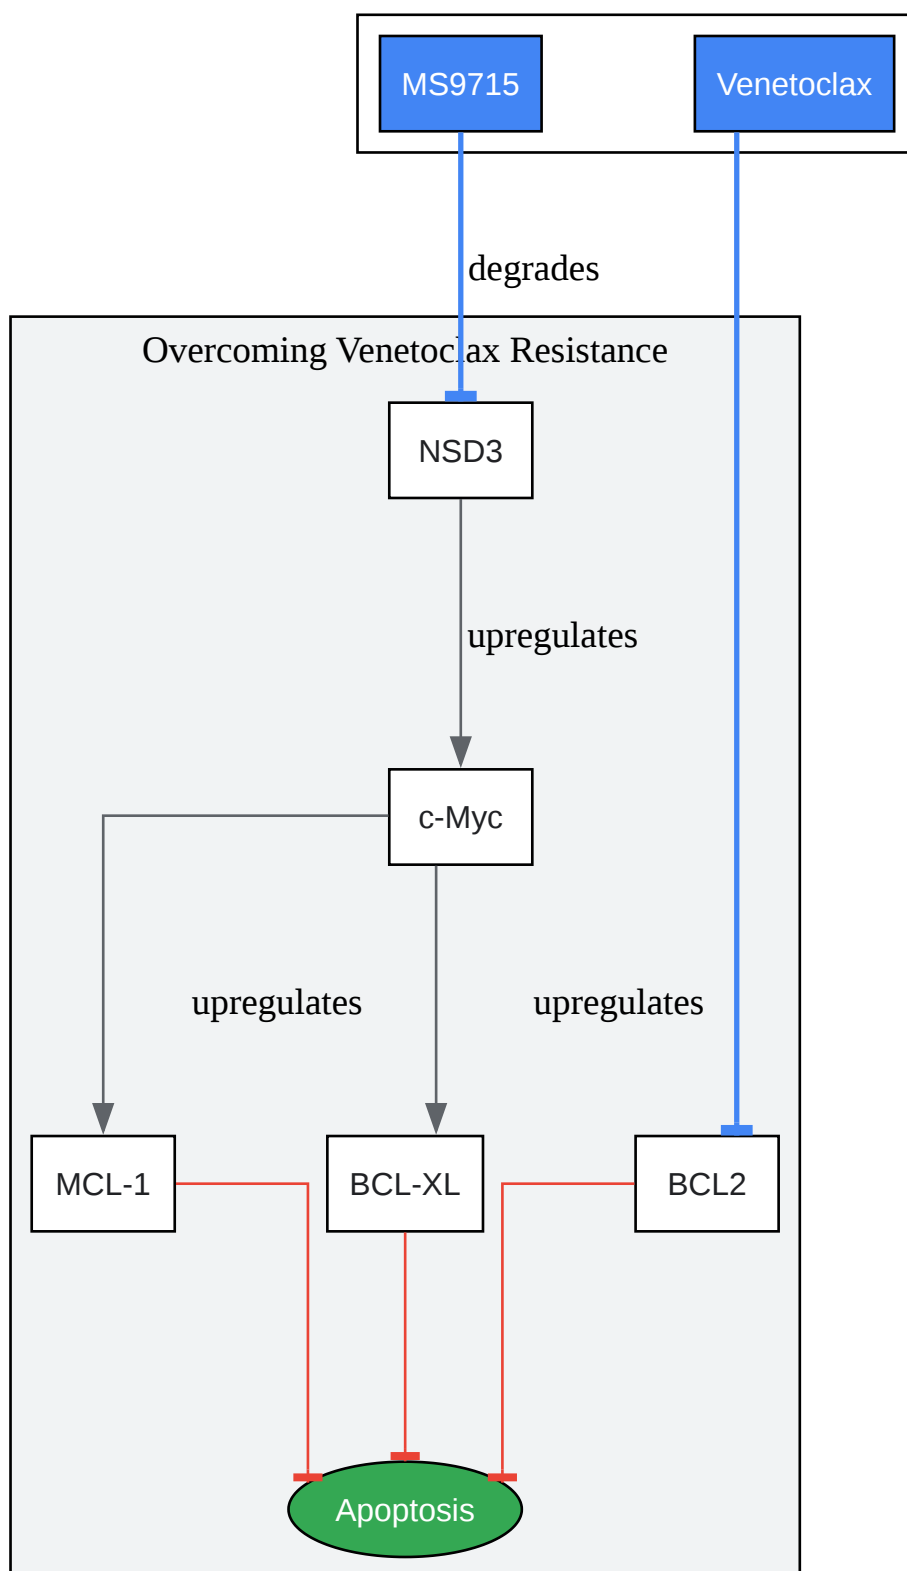 MS9715
Venetoclax
degrades
Overcoming Venetoclax Resistance
NSD3
upregulates
c-Myc
upregulates
upregulates
MCL-1
BCL-XL
BCL2
Apoptosis